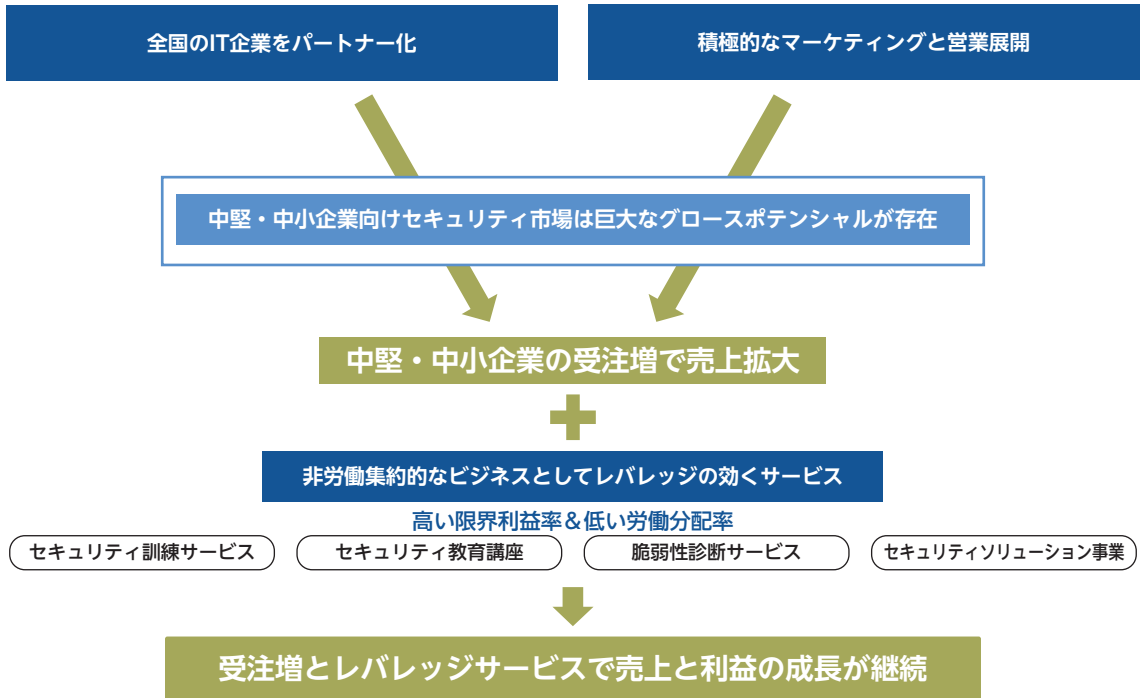 全国のIT企業をパートナー化
積極的なマーケティングと営業展開
中堅・中小企業向けセキュリティ市場は巨大なグロースポテンシャルが存在
中堅・中小企業の受注増で売上拡大
非労働集約的なビジネスとしてレバレッジの効くサービス
高い限界利益率＆低い労働分配率
セキュリティ訓練サービス
セキュリティ教育講座
脆弱性診断サービス
セキュリティソリューション事業
受注増とレバレッジサービスで売上と利益の成長が継続